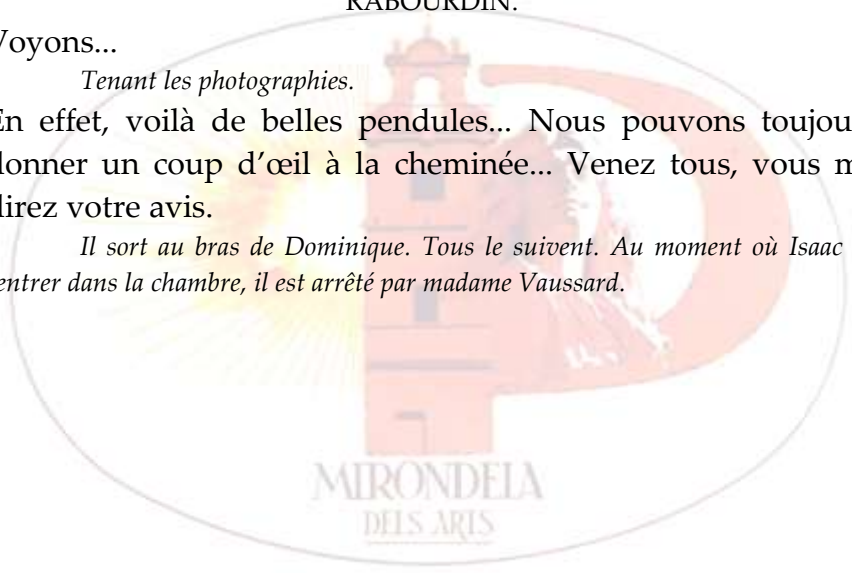 RABOURDIN.
Voyons...
Tenant les photographies.
En effet, voilà de belles pendules... Nous pouvons toujou
donner un coup d’œil à la cheminée... Venez tous, vous m
direz votre avis.
Il sort au bras de Dominique. Tous le suivent. Au moment où Isaac
entrer dans la chambre, il est arrêté par madame Vaussard.
MIRONDELA
DELS ARTS